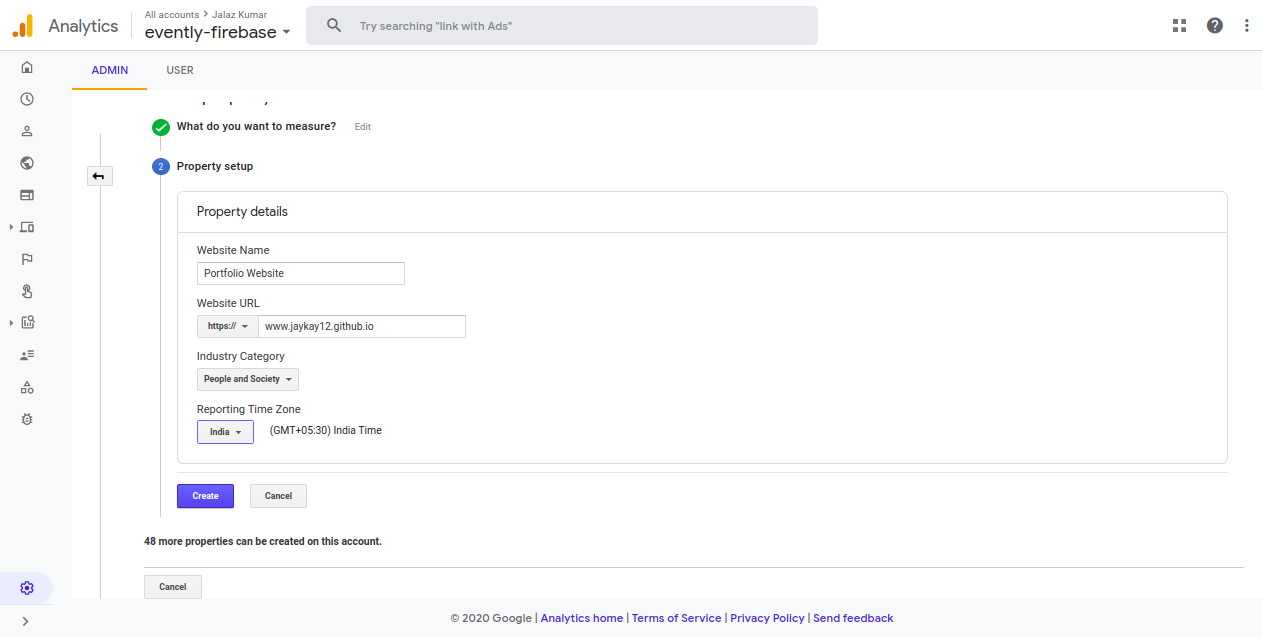 Analytics
All accounts > Jalaz Kumar
evently-firebase
Try searching "link with Ads"
ADMIN
USER
What do you want to measure?
Edit
2
Property setup
Property details
Website Name
Portfolio Website
Website URL
https://
www.jaykay12.github.io
Industry Category
People and Society
Reporting Time Zone
India
(GMT+05:30) India Time
Create
Cancel
48 more properties can be created on this account.
Cancel
© 2020 Google | Analytics home | Terms of Service | Privacy Policy | Send feedback